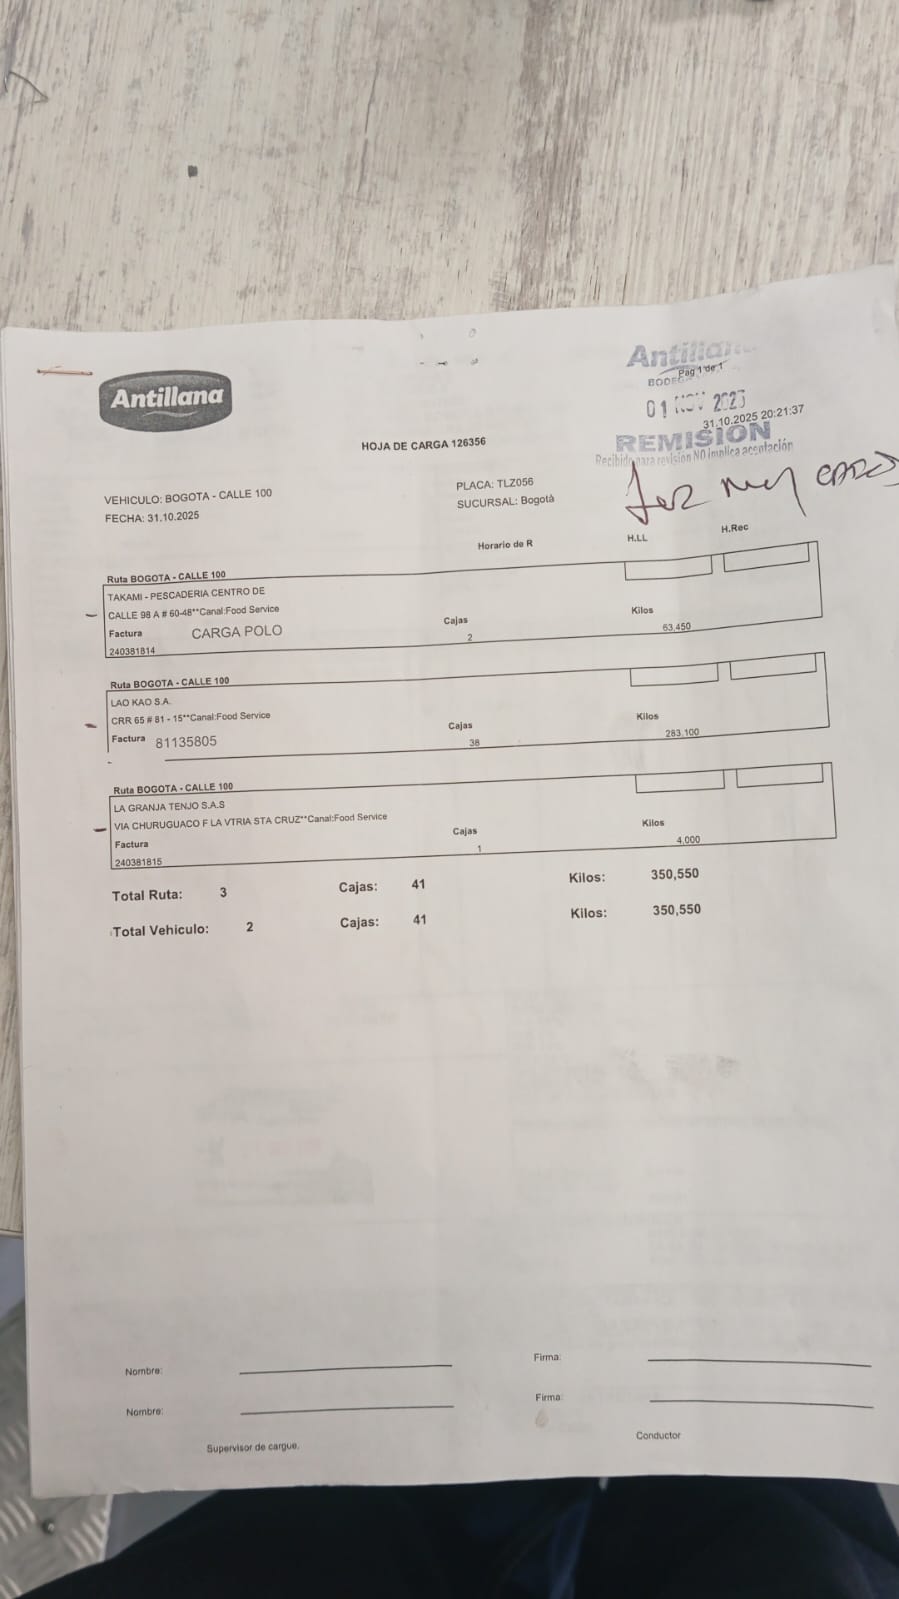 Antillana
Antillana
BODEG
Pag 1 de 1
01 NOV 2025
31.10.2025 20:21:37
REMISION
Recibido para revisión NO implica aceptación
HOJA DE CARGA 126356
VEHICULO: BOGOTA - CALLE 100
PLACA: TLZ056
FECHA: 31.10.2025
SUCURSAL: Bogotà
Horario de R
H.LL
H.Rec
Ruta BOGOTA - CALLE 100
TAKAMI - PESCADERIA CENTRO DE
CALLE 98 A # 60-48**Canal:Food Service
Factura CARGA POLO Cajas Kilos
240381814 2 63,450
Ruta BOGOTA - CALLE 100
LAO KAO S.A.
CRR 65 # 81 - 15**Canal:Food Service
Factura 81135805 Cajas Kilos
38 283,100
Ruta BOGOTA - CALLE 100
LA GRANJA TENJO S.A.S
VIA CHURUGUACO F LA VTRIA STA CRUZ**Canal:Food Service
Factura Cajas Kilos
240381815 1 4,000
Total Ruta: 3 Cajas: 41 Kilos: 350,550
Total Vehiculo: 2 Cajas: 41 Kilos: 350,550
Nombre: Firma:
Nombre: Firma:
Supervisor de cargue. Conductor